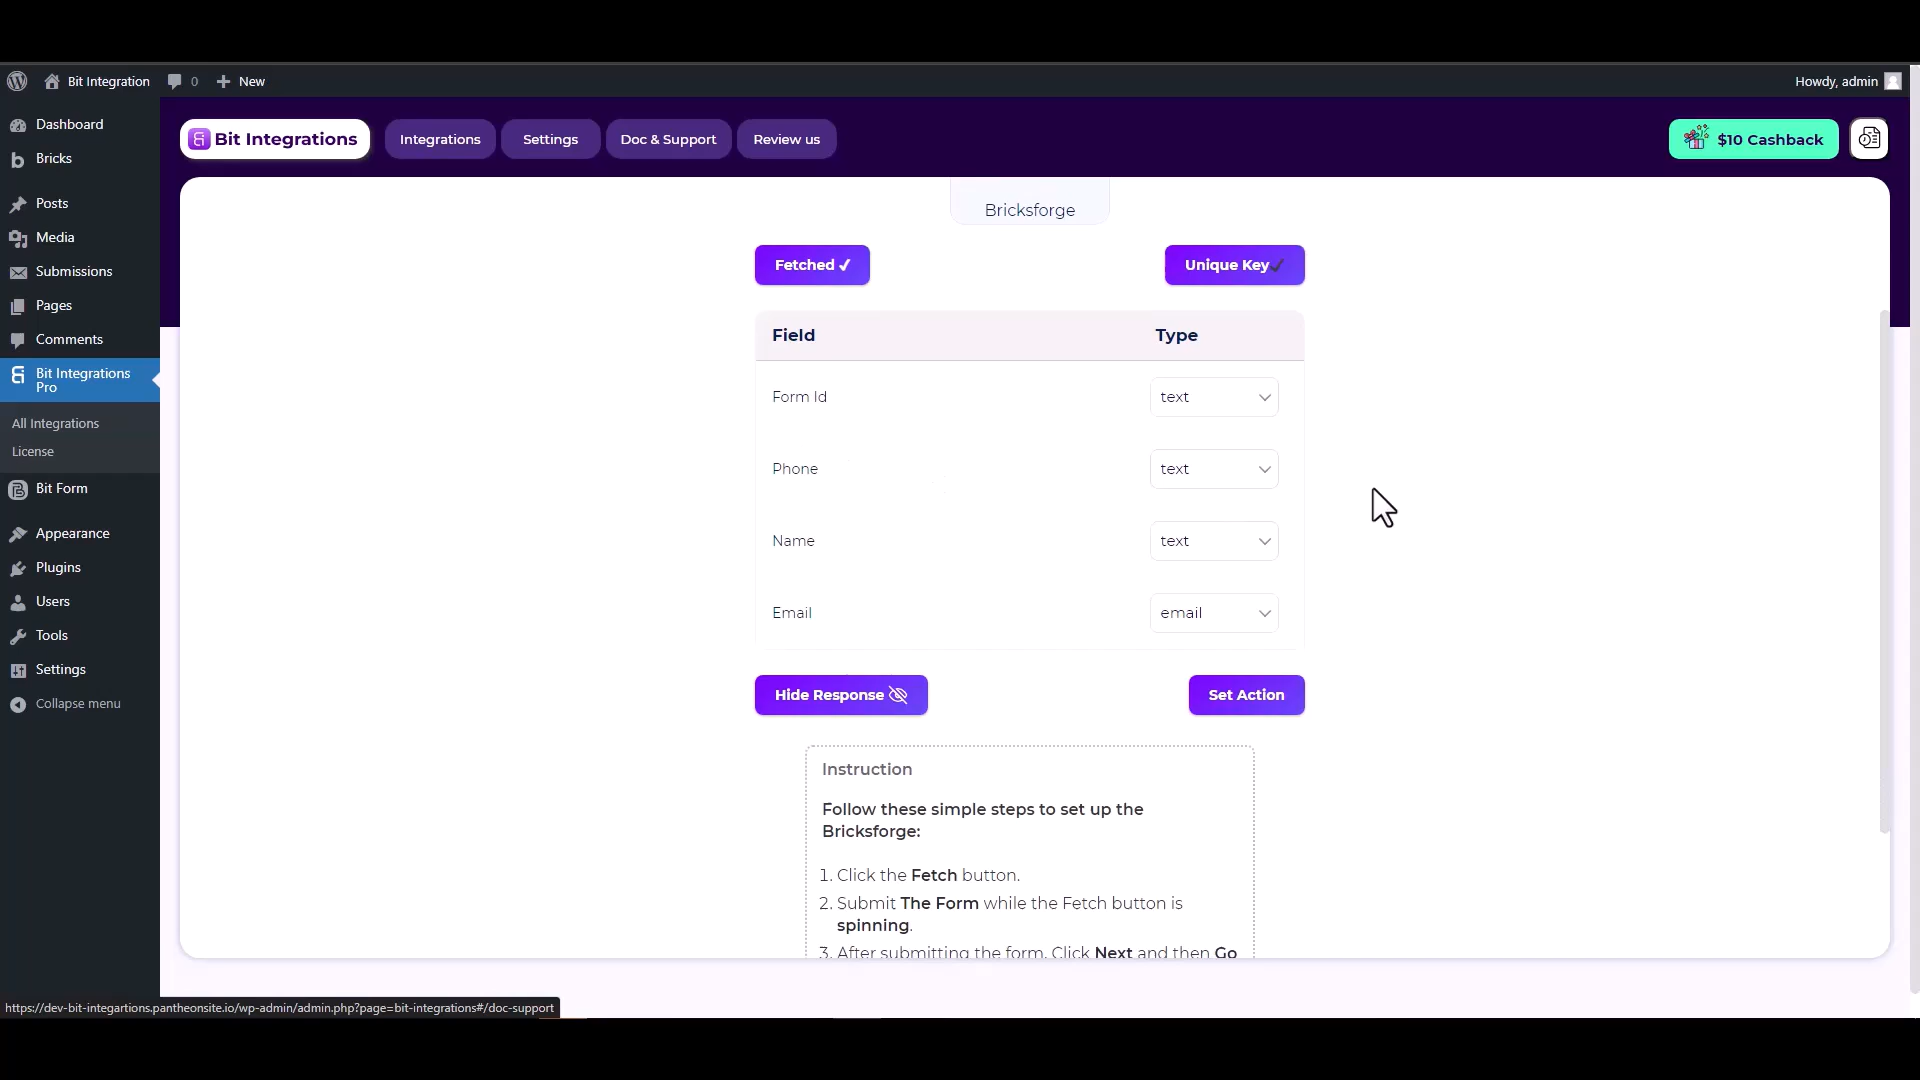 Bit Integration
0
New
Howdy, admin
Dashboard
Bricks
Posts
Media
Submissions
Pages
Comments
Bit Integrations
Pro
All Integrations
License
Bit Form
Appearance
Plugins
Users
Tools
Settings
Collapse menu
Bit Integrations
Integrations
Settings
Doc & Support
Review us
$10 Cashback
Bricksforge
Fetched ✓
Unique Key ✓
Field
Type
Form Id
text
Phone
text
Name
text
Email
email
Hide Response
Set Action
Instruction
Follow these simple steps to set up the
Bricksforge:
1. Click the Fetch button.
2. Submit The Form while the Fetch button is
spinning.
3. After submitting the form, Click Next and then Go
https://dev-bit-integartions.pantheonsite.io/wp-admin/admin.php?page=bit-integrations#/doc-support